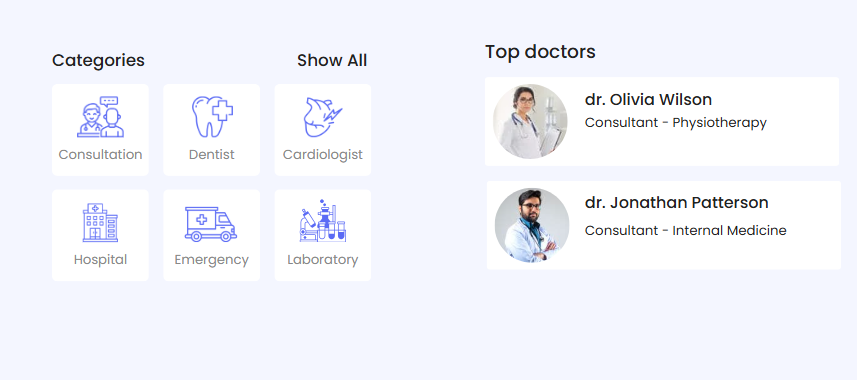 Categories
Show All
Consultation
Dentist
Cardiologist
Hospital
Emergency
Laboratory
Top doctors
dr. Olivia Wilson
Consultant - Physiotherapy
dr. Jonathan Patterson
Consultant - Internal Medicine